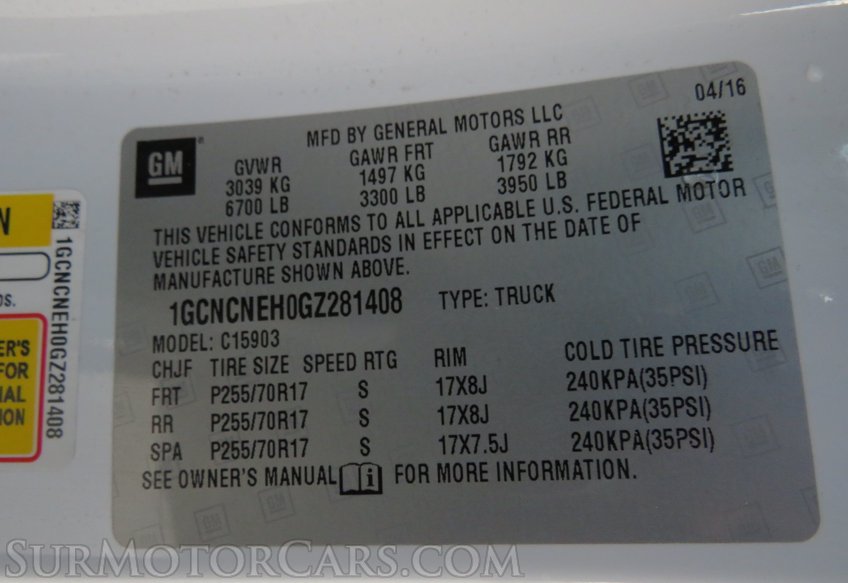 04/16
MFD BY GENERAL MOTORS LLC
GM
GVWR GAWR FRT GAWR RR
3039 KG 1497 KG 1792 KG
6700 LB 3300 LB 3950 LB
THIS VEHICLE CONFORMS TO ALL APPLICABLE U.S. FEDERAL MOTOR
VEHICLE SAFETY STANDARDS IN EFFECT ON THE DATE OF
MANUFACTURE SHOWN ABOVE.
1GCNCNEH0GZ281408 TYPE: TRUCK
MODEL: C15903
CHJF TIRE SIZE SPEED RTG RIM COLD TIRE PRESSURE
FRT P255/70R17 S 17X8J 240KPA(35PSI)
RR P255/70R17 S 17X8J 240KPA(35PSI)
SPA P255/70R17 S 17X7.5J 240KPA(35PSI)
SEE OWNER'S MANUAL i FOR MORE INFORMATION.
1GCNCNEH0GZ281408
FOR
SURMOTORCARS.COM